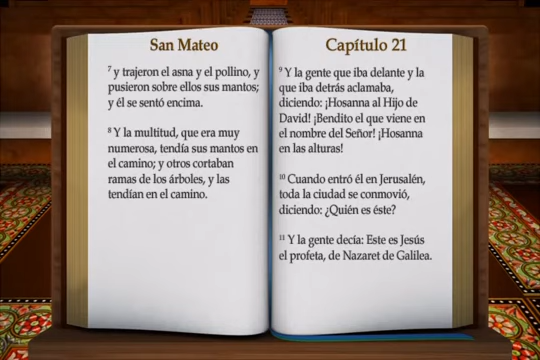 San Mateo
⁷ y trajeron el asna y el pollino, y
pusieron sobre ellos sus mantos;
y él se sentó encima.
⁸ Y la multitud, que era muy
numerosa, tendía sus mantos en
el camino; y otros cortaban
ramas de los árboles, y las
tendían en el camino.
Capítulo 21
⁹ Y la gente que iba delante y la
que iba detrás aclamaba,
diciendo: ¡Hosanna al Hijo de
David! ¡Bendito el que viene en
el nombre del Señor! ¡Hosanna
en las alturas!
¹⁰ Cuando entró él en Jerusalén,
toda la ciudad se conmovió,
diciendo: ¿Quién es éste?
¹¹ Y la gente decía: Este es Jesús
el profeta, de Nazaret de Galilea.